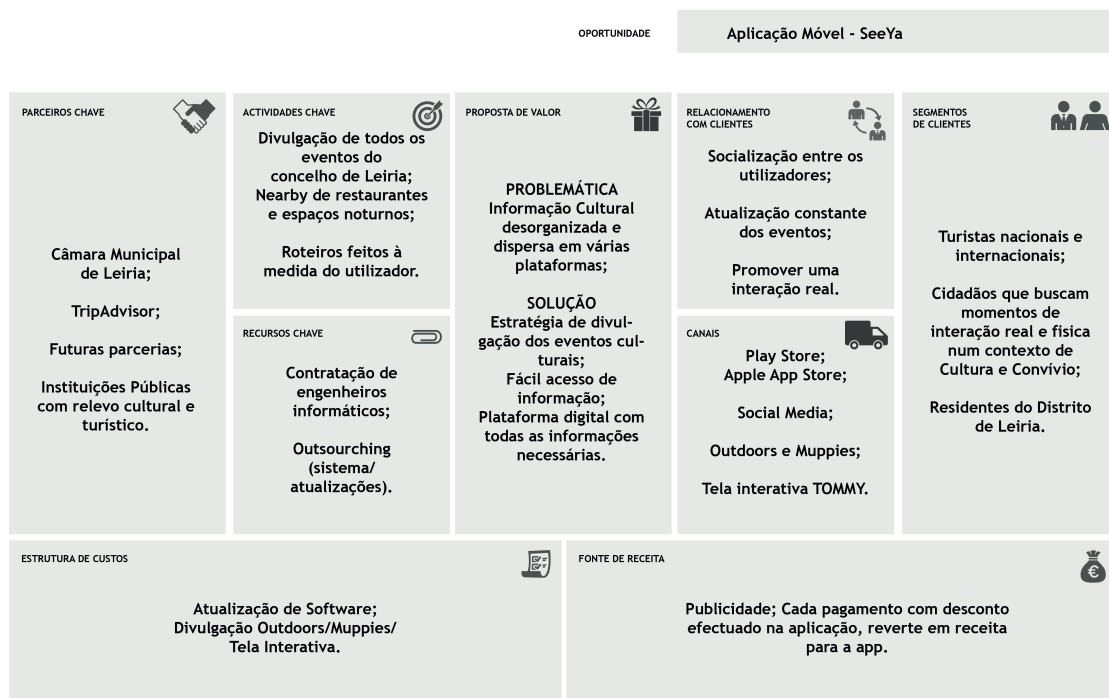 OPORTUNIDADE
Aplicação Móvel - SeeYa
PARCEIROS CHAVE
Câmara Municipal
de Leiria;
TripAdvisor;
Futuras parcerias;
Instituições Públicas
com relevo cultural e
turístico.
ACTIVIDADES CHAVE
Divulgação de todos os
eventos do
concelho de Leiria;
Nearby de restaurantes
e espaços noturnos;
Roteiros feitos à
medida do utilizador.
RECURSOS CHAVE
Contratação de
engenheiros
informáticos;
Outsourching
(sistema/
atualizações).
PROPOSTA DE VALOR
PROBLEMÁTICA
Informação Cultural
desorganizada e
dispersa em várias
plataformas;
SOLUÇÃO
Estratégia de divul-
gação dos eventos cul-
turais;
Fácil acesso de
informação;
Plataforma digital com
todas as informações
necessárias.
RELACIONAMENTO
COM CLIENTES
Socialização entre os
utilizadores;
Atualização constante
dos eventos;
Promover uma
interação real.
CANAIS
Play Store;
Apple App Store;
Social Media;
Outdoors e Muppies;
Tela interativa TOMMY.
SEGMENTOS
DE CLIENTES
Turistas nacionais e
internacionais;
Cidadãos que buscam
momentos de
interação real e fisica
num contexto de
Cultura e Convívio;
Residentes do Distrito
de Leiria.
ESTRUTURA DE CUSTOS
Atualização de Software;
Divulgação Outdoors/Muppies/
Tela Interativa.
FONTE DE RECEITA
€
Publicidade; Cada pagamento com desconto
efectuado na aplicação, reverte em receita
para a app.